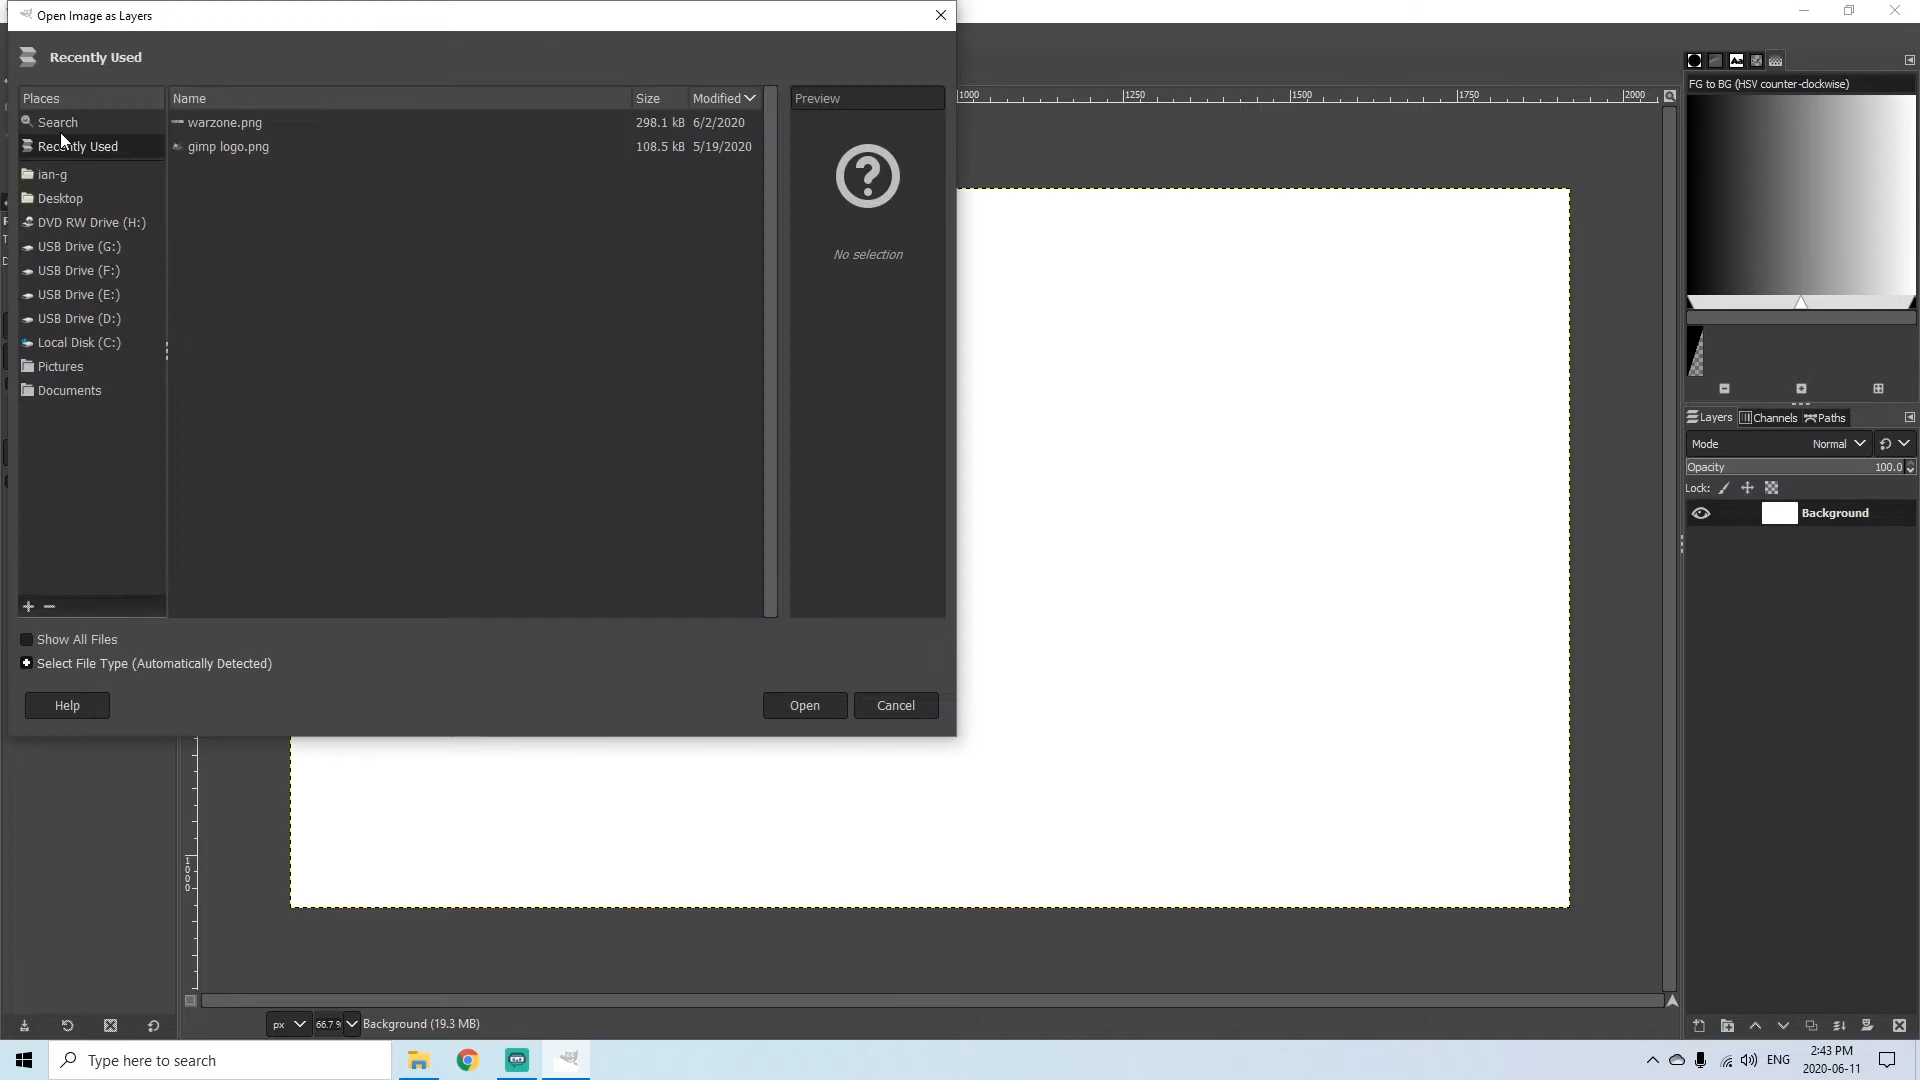 Open Image as Layers
Recently Used
Places
Search
Recently Used
ian-g
Desktop
DVD RW Drive (H:)
USB Drive (G:)
USB Drive (F:)
USB Drive (E:)
USB Drive (D:)
Local Disk (C:)
Pictures
Documents
Name Size Modified
warzone.png 298.1 kB 6/2/2020
gimp logo.png 108.5 kB 5/19/2020
Preview
No selection
Show All Files
Select File Type (Automatically Detected)
Help Open Cancel
1000 1250 1500 1750 2000
1000
FG to BG (HSV counter-clockwise)
Layers Channels Paths
Mode Normal
Opacity 100.0
Lock:
Background
px 66.7 % Background (19.3 MB)
Type here to search
ENG
2:43 PM
2020-06-11